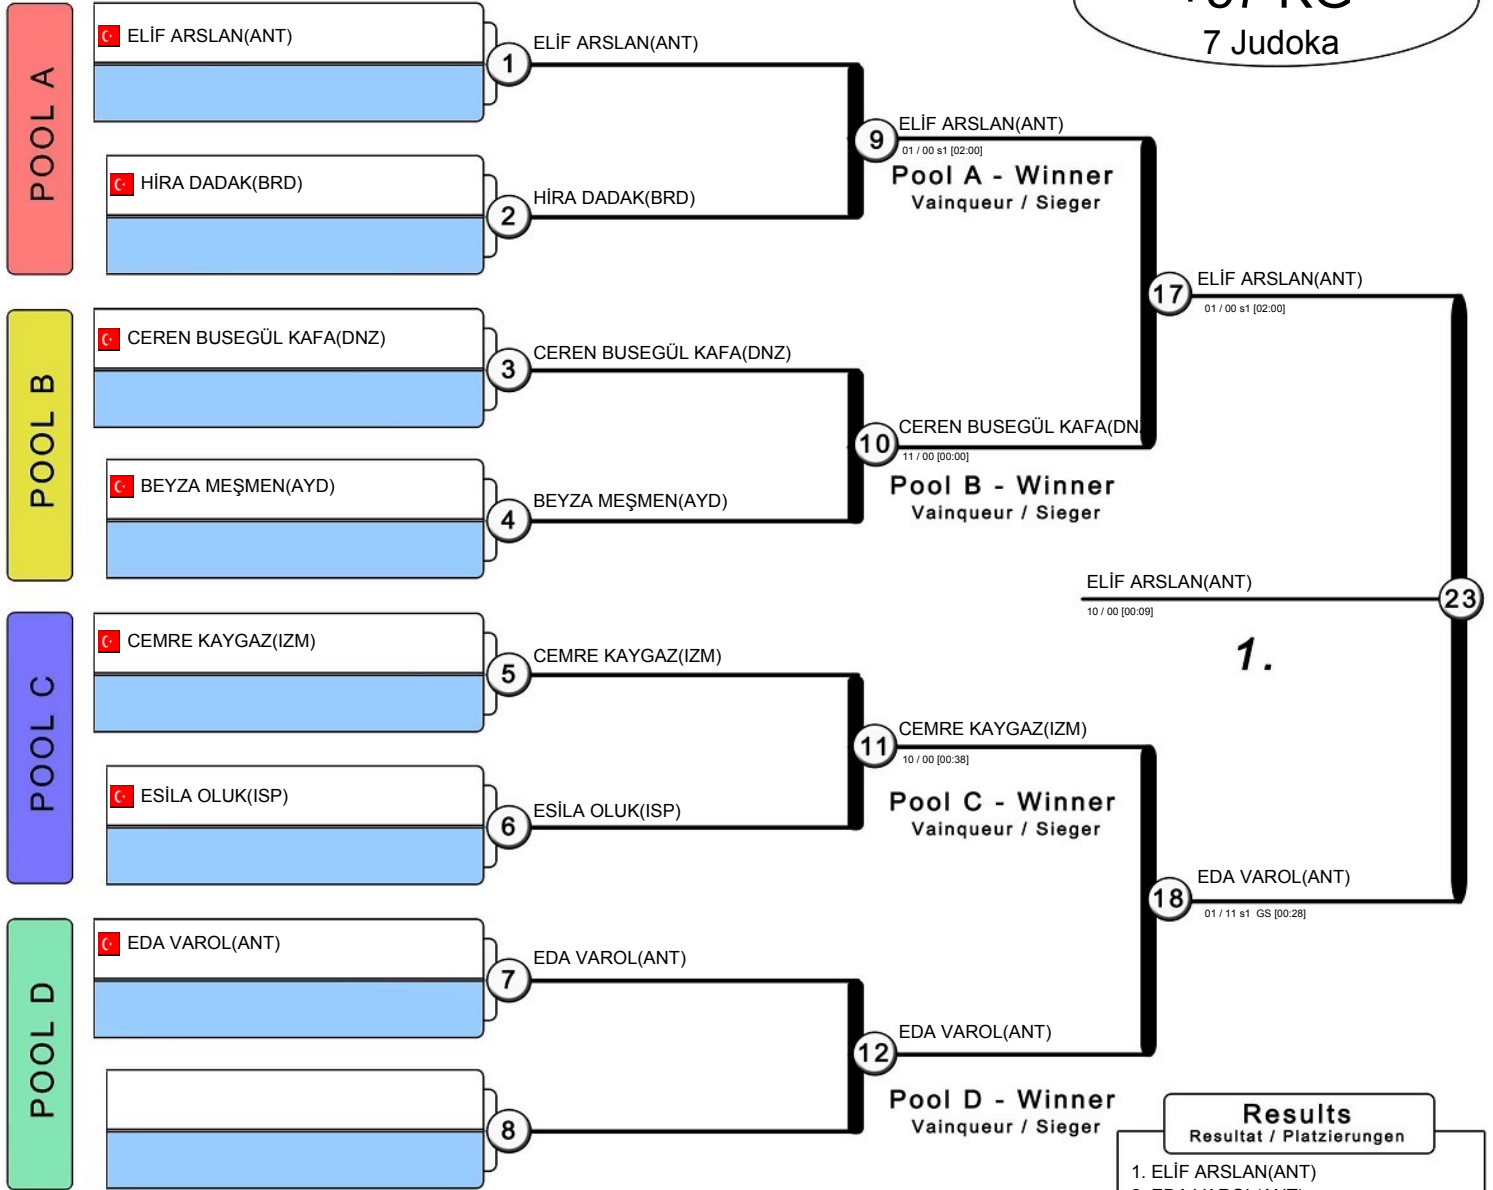 7 Judoka
POOL A
ELİF ARSLAN(ANT)
1
ELİF ARSLAN(ANT)
HİRA DADAK(BRD)
2
HİRA DADAK(BRD)
9
ELİF ARSLAN(ANT)
01 / 00 s1 [02:00]
Pool A - Winner
Vainqueur / Sieger
POOL B
CEREN BUSEGÜL KAFA(DNZ)
3
CEREN BUSEGÜL KAFA(DNZ)
BEYZA MEŞMEN(AYD)
4
BEYZA MEŞMEN(AYD)
10
CEREN BUSEGÜL KAFA(DN
11 / 00 [00:00]
Pool B - Winner
Vainqueur / Sieger
17
ELİF ARSLAN(ANT)
01 / 00 s1 [02:00]
POOL C
CEMRE KAYGAZ(IZM)
5
CEMRE KAYGAZ(IZM)
ESİLA OLUK(ISP)
6
ESİLA OLUK(ISP)
11
CEMRE KAYGAZ(IZM)
10 / 00 [00:38]
Pool C - Winner
Vainqueur / Sieger
POOL D
EDA VAROL(ANT)
7
EDA VAROL(ANT)
8
12
EDA VAROL(ANT)
Pool D - Winner
Vainqueur / Sieger
18
EDA VAROL(ANT)
01 / 11 s1 GS [00:28]
ELİF ARSLAN(ANT)
23
10 / 00 [00:09]
1.
Results
Resultat / Platzierungen
1. ELİF ARSLAN(ANT)